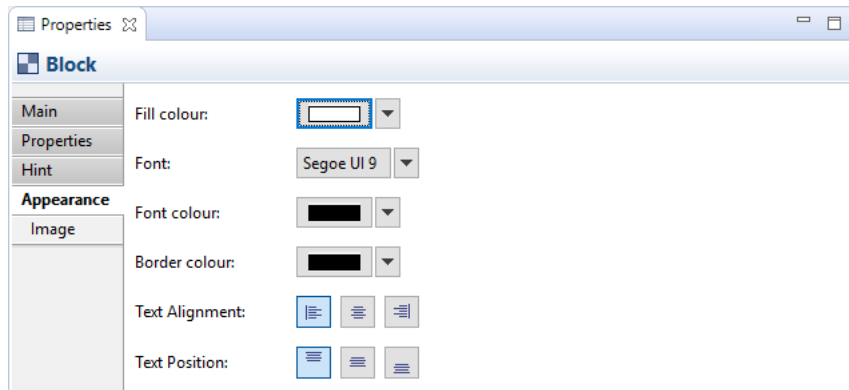 Properties
Block
Main
Properties
Hint
Appearance
Image
Fill colour:
Font:
Segoe UI 9
Font colour:
Border colour:
Text Alignment:
Text Position: